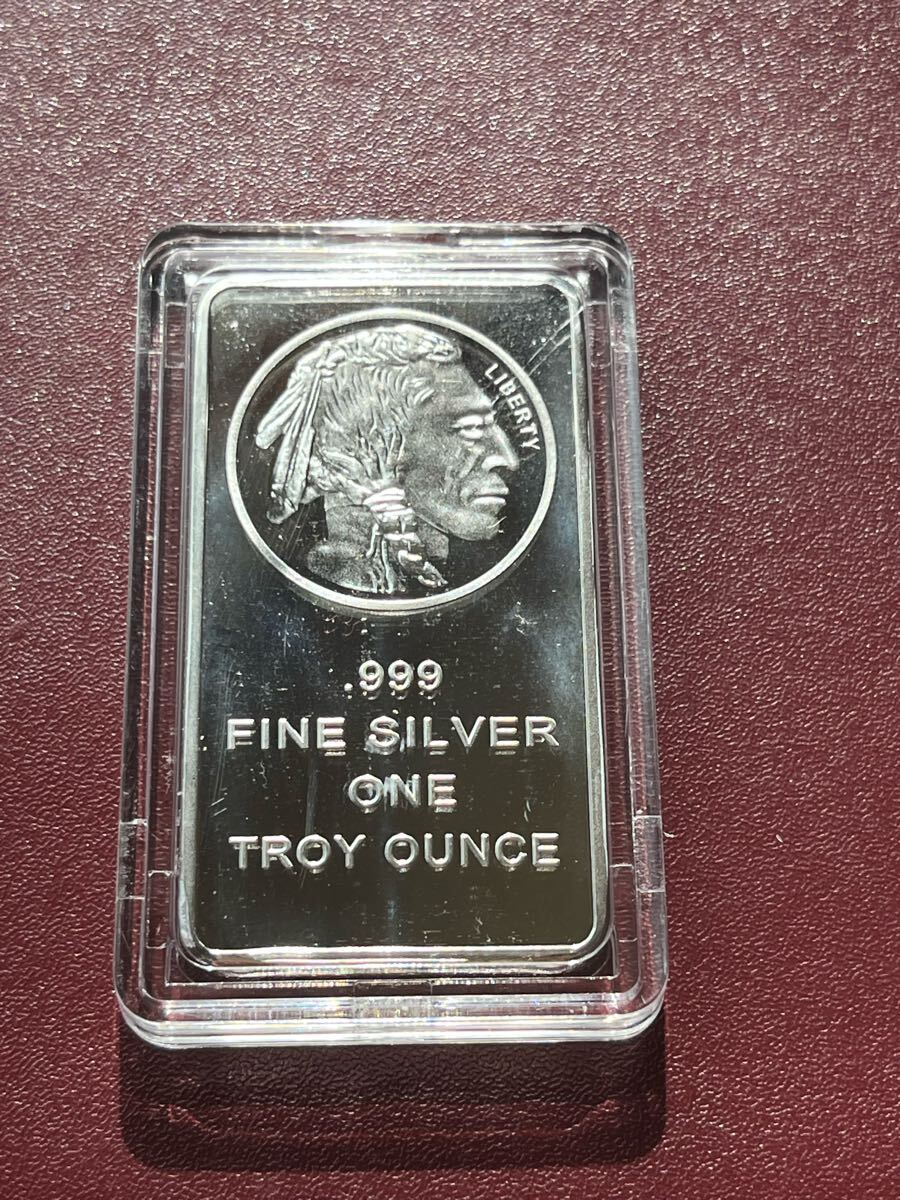 LIBERTY
.999
FINE SILVER
ONE
TROY OUNCE